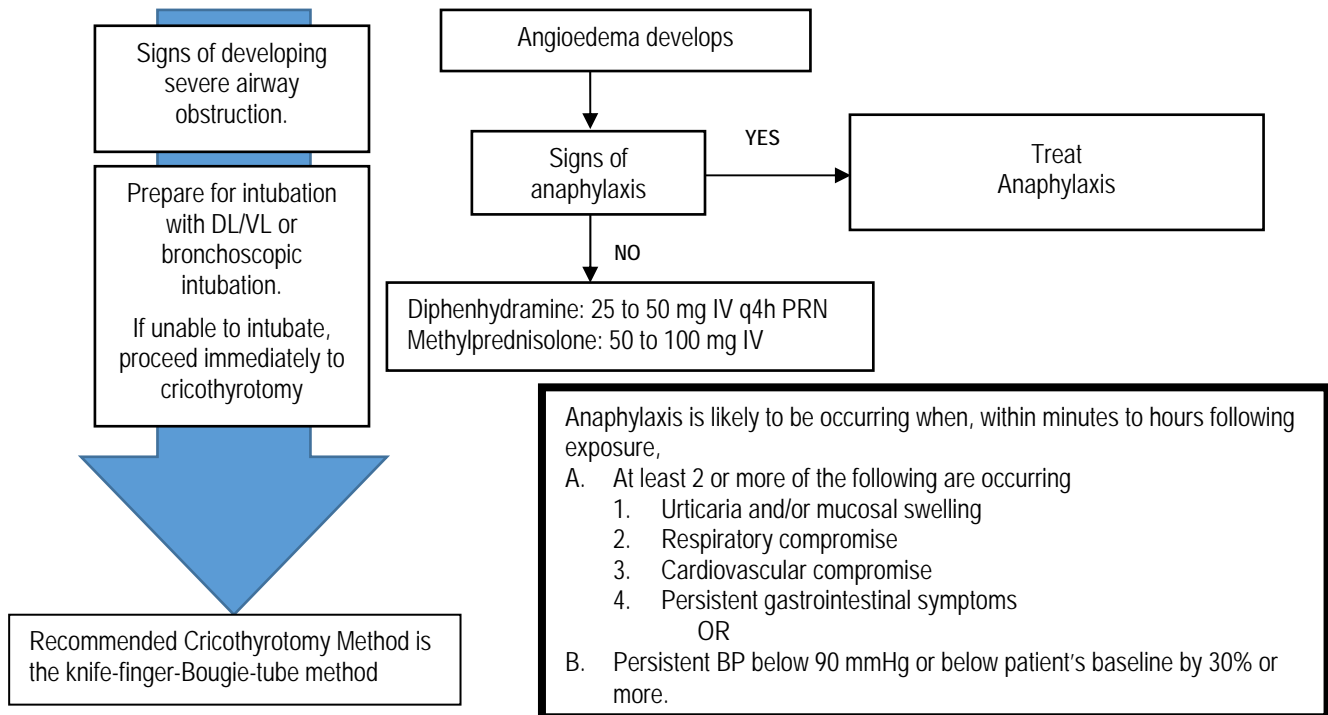 Signs of developing
severe airway
obstruction.
Prepare for intubation
with DL/VL or
bronchoscopic
intubation.
If unable to intubate,
proceed immediately to
cricothyrotomy
Recommended Cricothyrotomy Method is
the knife-finger-Bougie-tube method
Angioedema develops
Signs of
anaphylaxis
YES
Treat
Anaphylaxis
NO
Diphenhydramine: 25 to 50 mg IV q4h PRN
Methylprednisolone: 50 to 100 mg IV
Anaphylaxis is likely to be occurring when, within minutes to hours following
exposure,
A. At least 2 or more of the following are occurring
1. Urticaria and/or mucosal swelling
2. Respiratory compromise
3. Cardiovascular compromise
4. Persistent gastrointestinal symptoms
OR
B. Persistent BP below 90 mmHg or below patient’s baseline by 30% or
more.